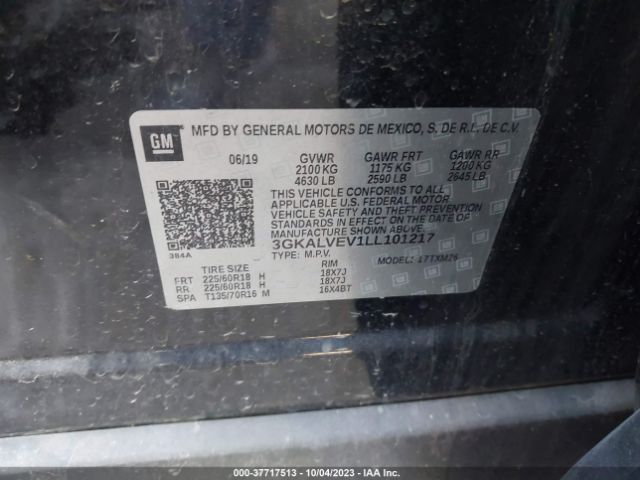 GM
MFD BY GENERAL MOTORS DE MEXICO, S. DE R.L. DE C.V.
06/19 GVWR GAWR FRT GAWR RR
2100 KG 1175 KG 1200 KG
4630 LB 2590 LB 2645 LB
THIS VEHICLE CONFORMS TO ALL
APPLICABLE U.S. FEDERAL MOTOR
VEHICLE SAFETY AND THEFT PREVENTION
STANDARDS IN EFFECT ON THE DATE OF
MANUFACTURE SHOWN ABOVE.
3GKALVEV1LL101217
384A
TYPE: M.P.V. MODEL: 17TXM26
TIRE SIZE RIM
FRT 225/60R18 H 18X7J
RR 225/60R18 H 18X7J
SPA T135/70R16 M 16X4BT
000-37717513 - 10/04/2023 - IAA Inc.